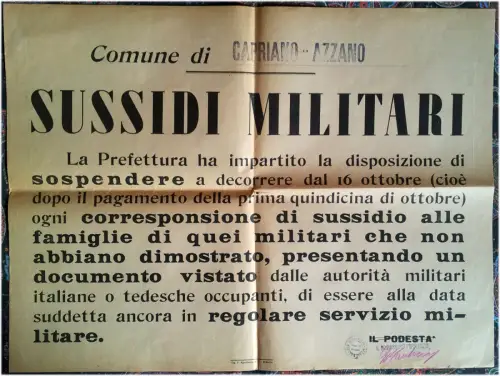 Comune di CAPRIANO - AZZANO
SUSSIDI MILITARI
La Prefettura ha impartito la disposizione di
sospendere a decorrere dal 16 ottobre (cioè
dopo il pagamento della prima quindicina di ottobre)
ogni corresponsione di sussidio alle
famiglie di quei militari che non
abbiano dimostrato, presentando un
documento vistato dalle autorità militari
italiane o tedesche occupanti, di essere alla data
suddetta ancora in regolare servizio mi-
litare.
IL PODESTA'